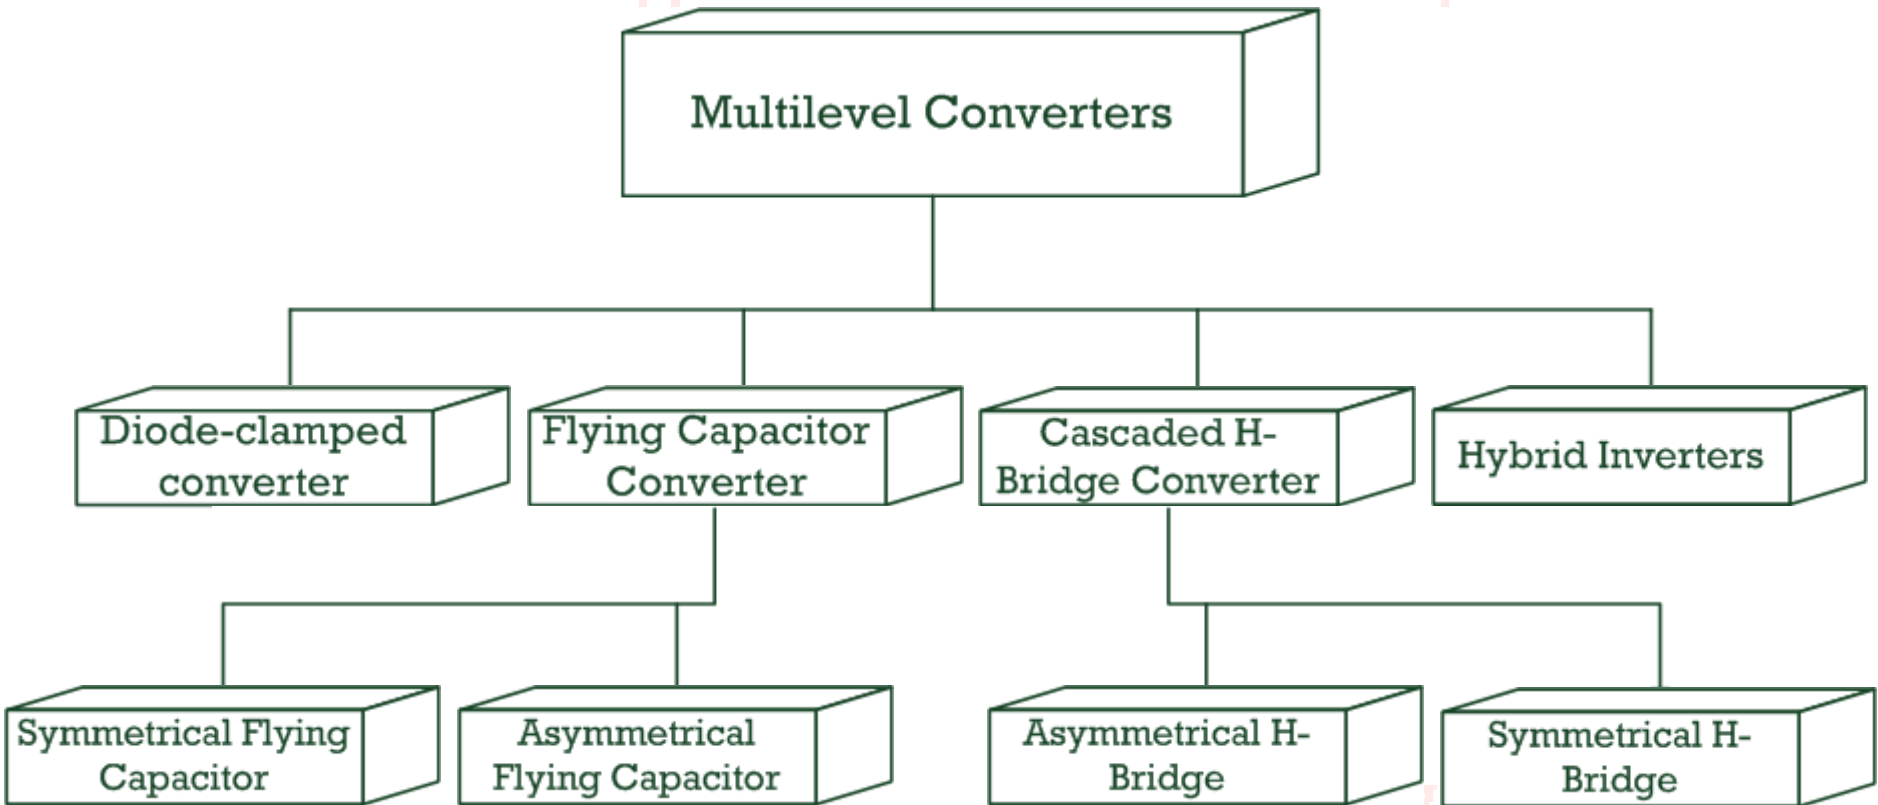 Multilevel Converters
Diode-clamped
converter
Flying Capacitor
Converter
Cascaded H-
Bridge Converter
Hybrid Inverters
Symmetrical Flying
Capacitor
Asymmetrical
Flying Capacitor
Asymmetrical H-
Bridge
Symmetrical H-
Bridge